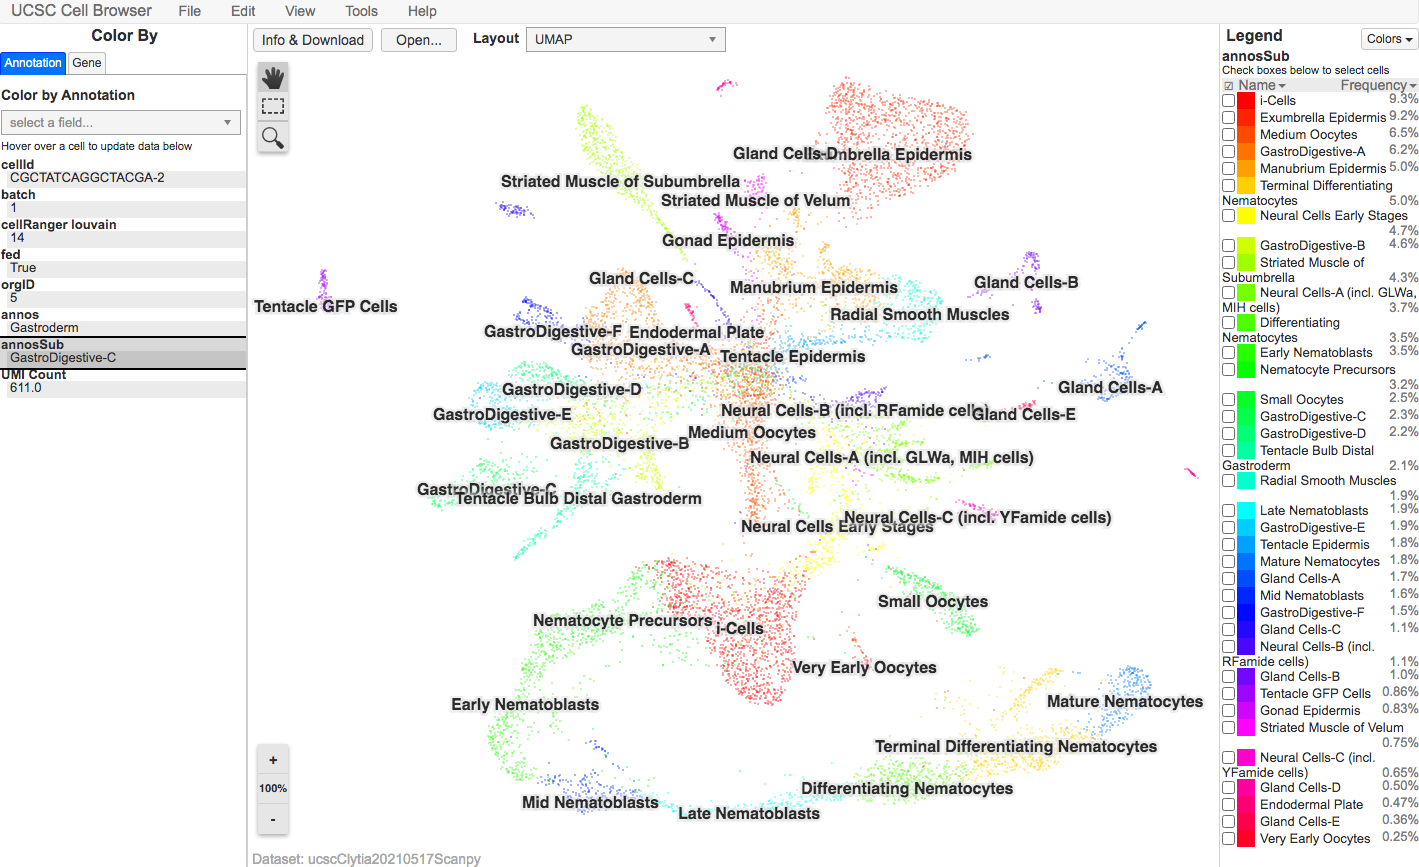 UCSC Cell Browser File Edit View Tools Help
Color By
Annotation Gene
Color by Annotation
select a field...
Hover over a cell to update data below
cellId
CGCTATCAGGCTACGA-2
batch
1
cellRanger louvain
14
fed
True
orgID
5
annos
Gastroderm
annosSub
GastroDigestive-C
UMI Count
611.0
Info & Download Open... Layout UMAP
Gland Cells-D
mbrella Epidermis
Striated Muscle of Subumbrella
Striated Muscle of Velum
Gonad Epidermis
Gland Cells-C
Manubrium Epidermis
Gland Cells-B
Tentacle GFP Cells
Radial Smooth Muscles
GastroDigestive-F
Endodermal Plate
GastroDigestive-A
Tentacle Epidermis
GastroDigestive-D
Gland Cells-A
GastroDigestive-E
Neural Cells-B (incl. RFamide cells)
Gland Cells-E
Medium Oocytes
GastroDigestive-B
Neural Cells-A (incl. GLWa, MIH cells)
GastroDigestive-C
Tentacle Bulb Distal Gastroderm
Neural Cells-C (incl. YFamide cells)
Neural Cells Early Stages
Small Oocytes
Nematocyte Precursors
i-Cells
Very Early Oocytes
Early Nematoblasts
Mature Nematocytes
Terminal Differentiating Nematocytes
Differentiating Nematocytes
Mid Nematoblasts
Late Nematoblasts
+
100%
-
Dataset: ucscClytia20210517Scanpy
Legend
Colors
annosSub
Check boxes below to select cells
Name Frequency
i-Cells 9.3%
Exumbrella Epidermis 9.2%
Medium Oocytes 6.5%
GastroDigestive-A 6.2%
Manubrium Epidermis 5.0%
Terminal Differentiating
Nematocytes 5.0%
Neural Cells Early Stages
4.7%
GastroDigestive-B 4.6%
Striated Muscle of
Subumbrella 4.3%
Neural Cells-A (incl. GLWa,
MIH cells) 3.7%
Differentiating
Nematocytes 3.5%
Early Nematoblasts 3.5%
Nematocyte Precursors
3.2%
Small Oocytes 2.5%
GastroDigestive-C 2.3%
GastroDigestive-D 2.2%
Tentacle Bulb Distal
Gastroderm 2.1%
Radial Smooth Muscles
1.9%
Late Nematoblasts 1.9%
GastroDigestive-E 1.9%
Tentacle Epidermis 1.8%
Mature Nematocytes 1.8%
Gland Cells-A 1.7%
Mid Nematoblasts 1.6%
GastroDigestive-F 1.5%
Gland Cells-C 1.1%
Neural Cells-B (incl.
RFamide cells) 1.1%
Gland Cells-B 1.0%
Tentacle GFP Cells 0.86%
Gonad Epidermis 0.83%
Striated Muscle of Velum
0.75%
Neural Cells-C (incl.
YFamide cells) 0.65%
Gland Cells-D 0.50%
Endodermal Plate 0.47%
Gland Cells-E 0.36%
Very Early Oocytes 0.25%